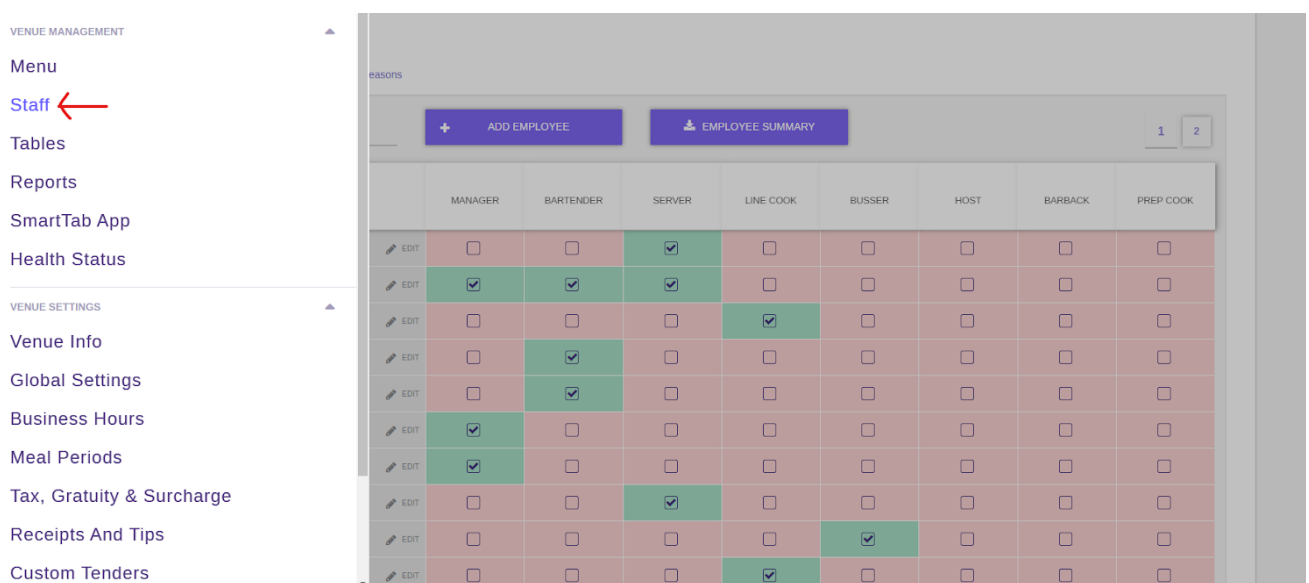 VENUE MANAGEMENT
Menu
Staff
Tables
Reports
SmartTab App
Health Status
VENUE SETTINGS
Venue Info
Global Settings
Business Hours
Meal Periods
Tax, Gratuity & Surcharge
Receipts And Tips
Custom Tenders
easons
ADD EMPLOYEE EMPLOYEE SUMMARY 1 2
MANAGER BARTENDER SERVER LINE COOK BUSSER HOST BARBACK PREP COOK
EDIT
EDIT
EDIT
EDIT
EDIT
EDIT
EDIT
EDIT
EDIT
EDIT